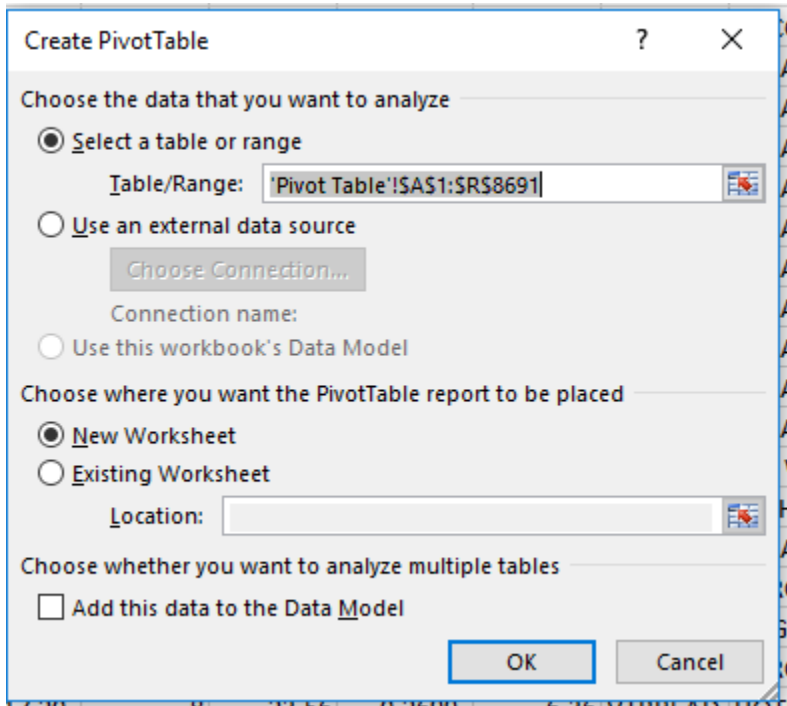 Create PivotTable
?
Choose the data that you want to analyze
Select a table or range
Table/Range: 'Pivot Table'!$A$1:$R$8691
Use an external data source
Choose Connection...
Connection name:
Use this workbook's Data Model
Choose where you want the PivotTable report to be placed
New Worksheet
Existing Worksheet
Location:
Choose whether you want to analyze multiple tables
Add this data to the Data Model
OK Cancel